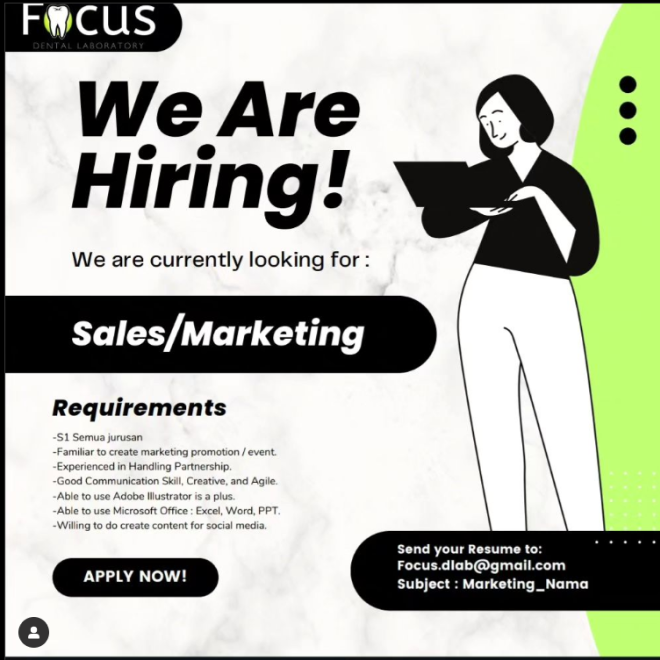 FOCUS
DENTAL LABORATORY
We Are
Hiring!
We are currently looking for :
Sales/Marketing
Requirements
-S1 Semua jurusan
-Familiar to create marketing promotion / event.
-Experienced in Handling Partnership.
-Good Communication Skill, Creative, and Agile.
-Able to use Adobe Illustrator is a plus.
-Able to use Microsoft Office : Excel, Word, PPT.
-Willing to do create content for social media.
APPLY NOW!
Send your Resume to:
Focus.dlab@gmail.com
Subject : Marketing_Nama